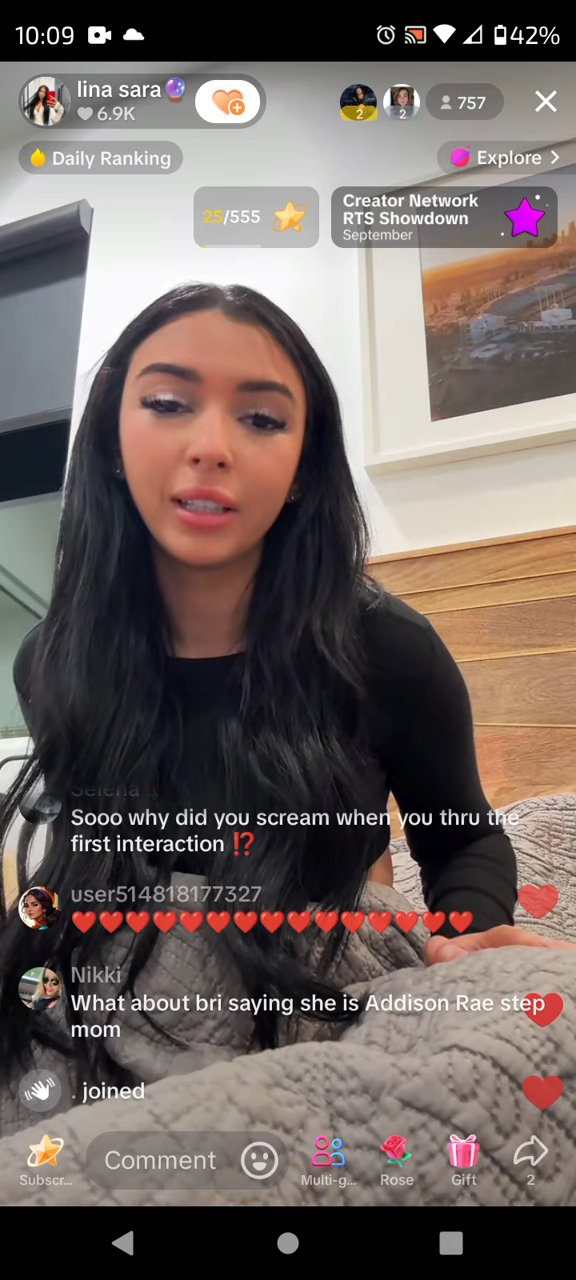 10:09
42%
lina sara🔮
6.9K
2
2
757
Daily Ranking
Explore >
25/555
Creator Network
RTS Showdown
September
Selena
Sooo why did you scream when you thru the
first interaction ⁉️
user514818177327
❤️❤️❤️❤️❤️❤️❤️❤️❤️❤️❤️❤️❤️❤️❤️
Nikki
What about bri saying she is Addison Rae step
mom
. joined
Comment
Subscr...
Multi-g...
Rose
Gift
2